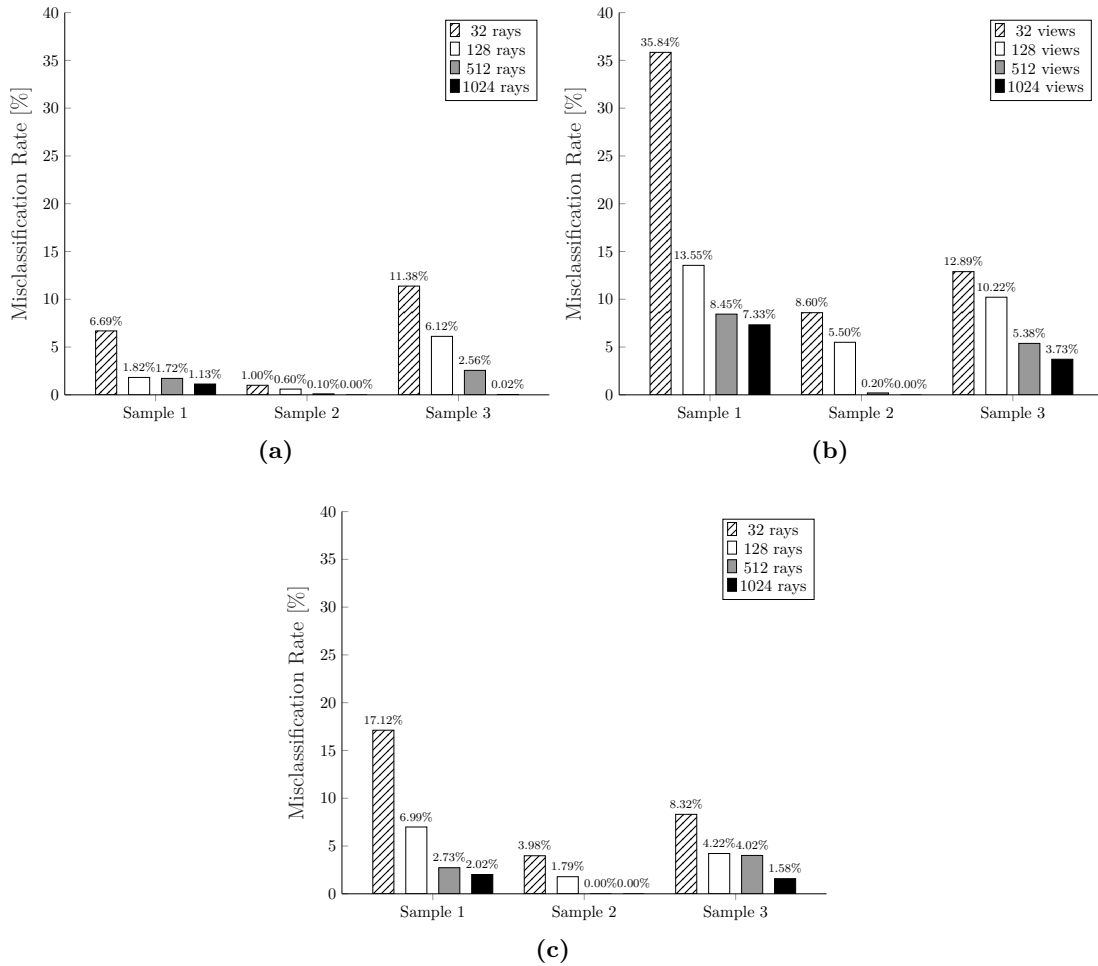 40
35
30
25
20
15
10
5
0
Misclassification Rate [%]
32 rays
128 rays
512 rays
1024 rays
6.69%
1.82%
1.72%
1.13%
1.00%
0.60%
0.10%
0.00%
11.38%
6.12%
2.56%
0.02%
Sample 1
Sample 2
Sample 3
(a)
40
35
30
25
20
15
10
5
0
Misclassification Rate [%]
32 views
128 views
512 views
1024 views
35.84%
13.55%
8.45%
7.33%
8.60%
5.50%
0.20%
0.00%
12.89%
10.22%
5.38%
3.73%
Sample 1
Sample 2
Sample 3
(b)
40
35
30
25
20
15
10
5
0
Misclassification Rate [%]
32 rays
128 rays
512 rays
1024 rays
17.12%
6.99%
2.73%
2.02%
3.98%
1.79%
0.00%
0.00%
8.32%
4.22%
4.02%
1.58%
Sample 1
Sample 2
Sample 3
(c)